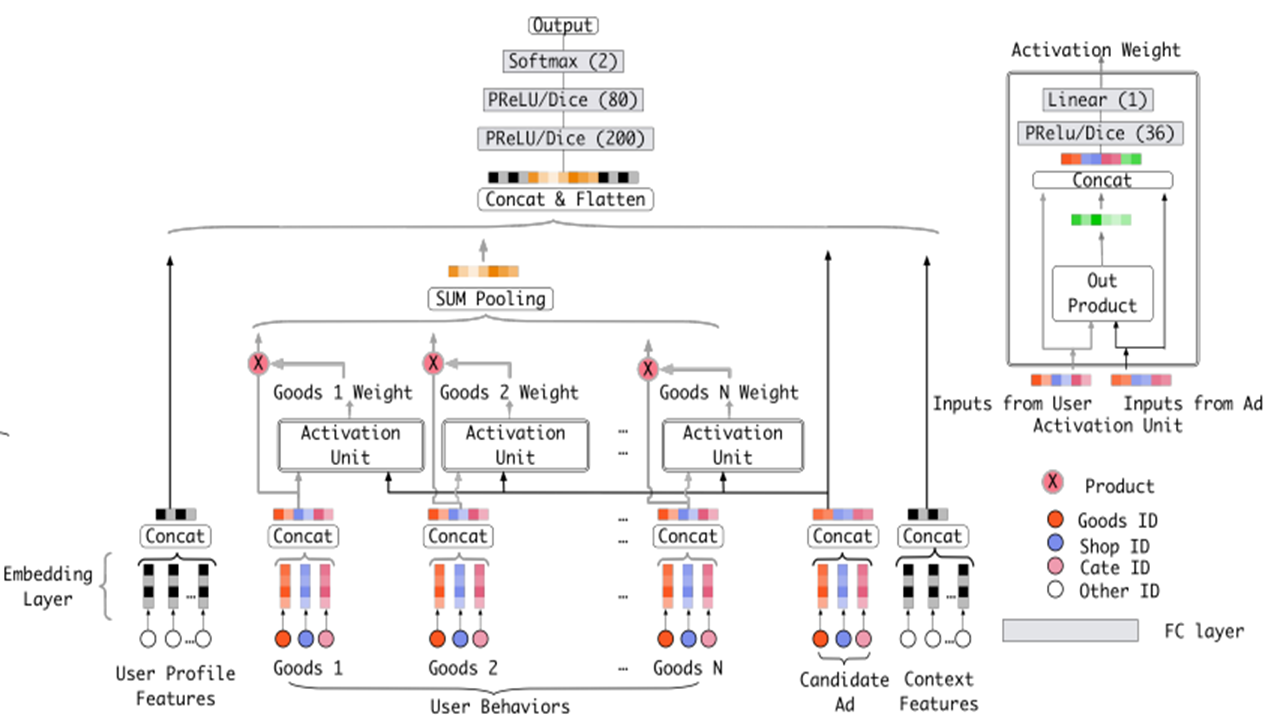 Output
Softmax (2)
PReLU/Dice (80)
PReLU/Dice (200)
Concat & Flatten
SUM Pooling
X
X
X
Goods 1 Weight
Goods 2 Weight
Goods N Weight
Activation
Unit
Activation
Unit
...
...
Activation
Unit
...
...
Concat
Concat
Concat
Concat
Concat
Concat
Embedding
Layer
...
...
...
...
User Profile
Features
Goods 1
Goods 2
...
Goods N
User Behaviors
Candidate
Ad
Context
Features
Activation Weight
Linear (1)
PRelu/Dice (36)
Concat
Out
Product
Inputs from User
Inputs from Ad
Activation Unit
X
Product
Goods ID
Shop ID
Cate ID
Other ID
FC layer